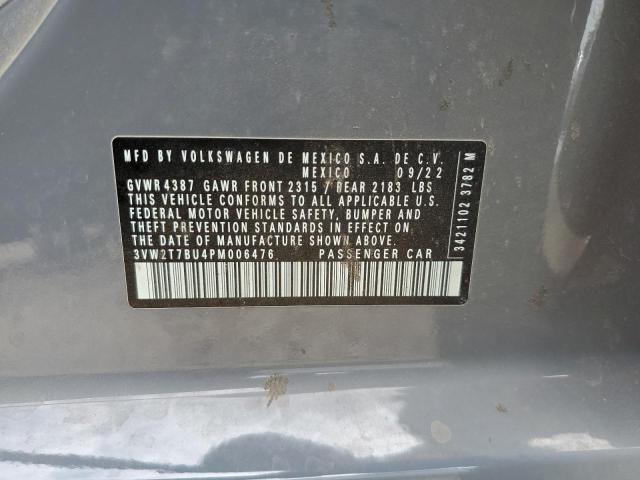 MFD BY VOLKSWAGEN DE MEXICO S.A. DE C.V.
MEXICO 09/22
GVWR 4387 GAWR FRONT 2315 / REAR 2183 LBS
THIS VEHICLE CONFORMS TO ALL APPLICABLE U.S.
FEDERAL MOTOR VEHICLE SAFETY, BUMPER AND
THEFT PREVENTION STANDARDS IN EFFECT ON
THE DATE OF MANUFACTURE SHOWN ABOVE.
3VW2T7BU4PM006476 PASSENGER CAR
34211102 3782 M